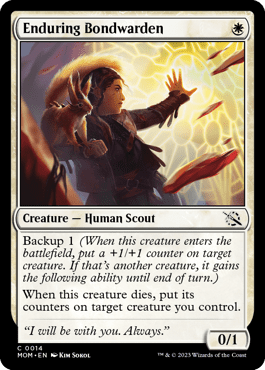 Enduring Bondwarden
Creature — Human Scout
Backup 1 (When this creature enters the
battlefield, put a +1/+1 counter on target
creature. If that's another creature, it gains
the following ability until end of turn.)
When this creature dies, put its
counters on target creature you control.
"I will be with you. Always."
0/1
C 0014
MOM • EN Kim Sokol
™ & © 2023 Wizards of the Coast